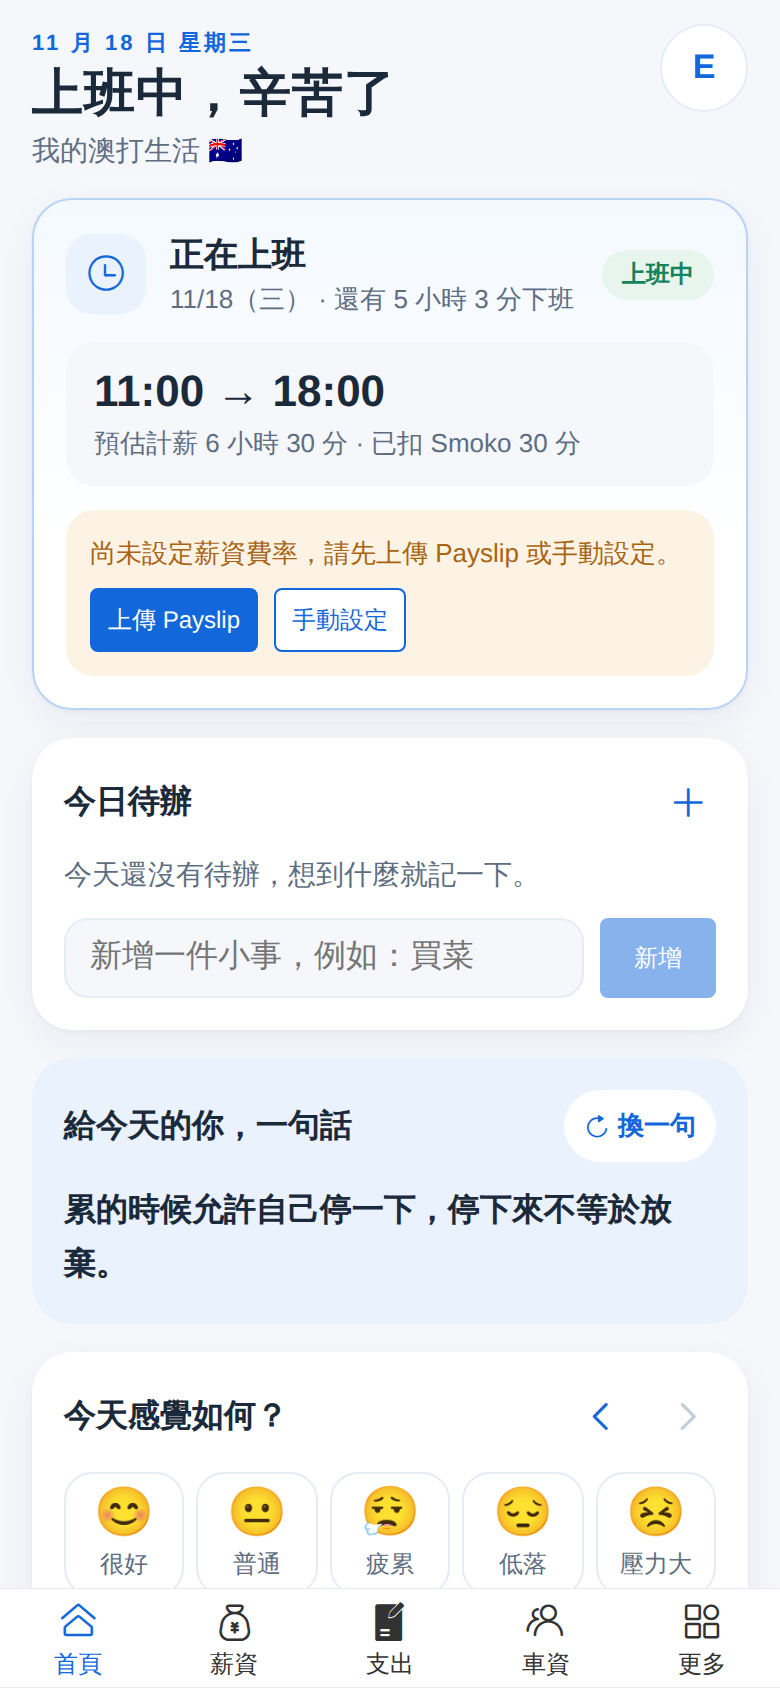 11 月 18 日 星期三
上班中，辛苦了
E
我的澳打生活 🇦🇺
正在上班
11/18（三） · 還有 5 小時 3 分下班
上班中
11:00 → 18:00
預估計薪 6 小時 30 分 · 已扣 Smoko 30 分
尚未設定薪資費率，請先上傳 Payslip 或手動設定。
上傳 Payslip
手動設定
今日待辦
今天還沒有待辦，想到什麼就記一下。
新增一件小事，例如：買菜
新增
給今天的你，一句話
換一句
累的時候允許自己停一下，停下來不等於放
棄。
今天感覺如何？
很好
普通
疲累
低落
壓力大
首頁
薪資
支出
車資
更多